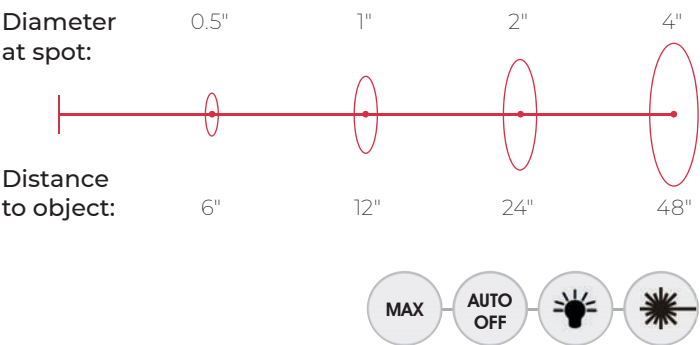 Diameter
at spot:
0.5" 1" 2" 4"
Distance
to object:
6" 12" 24" 48"
MAX
AUTO
OFF